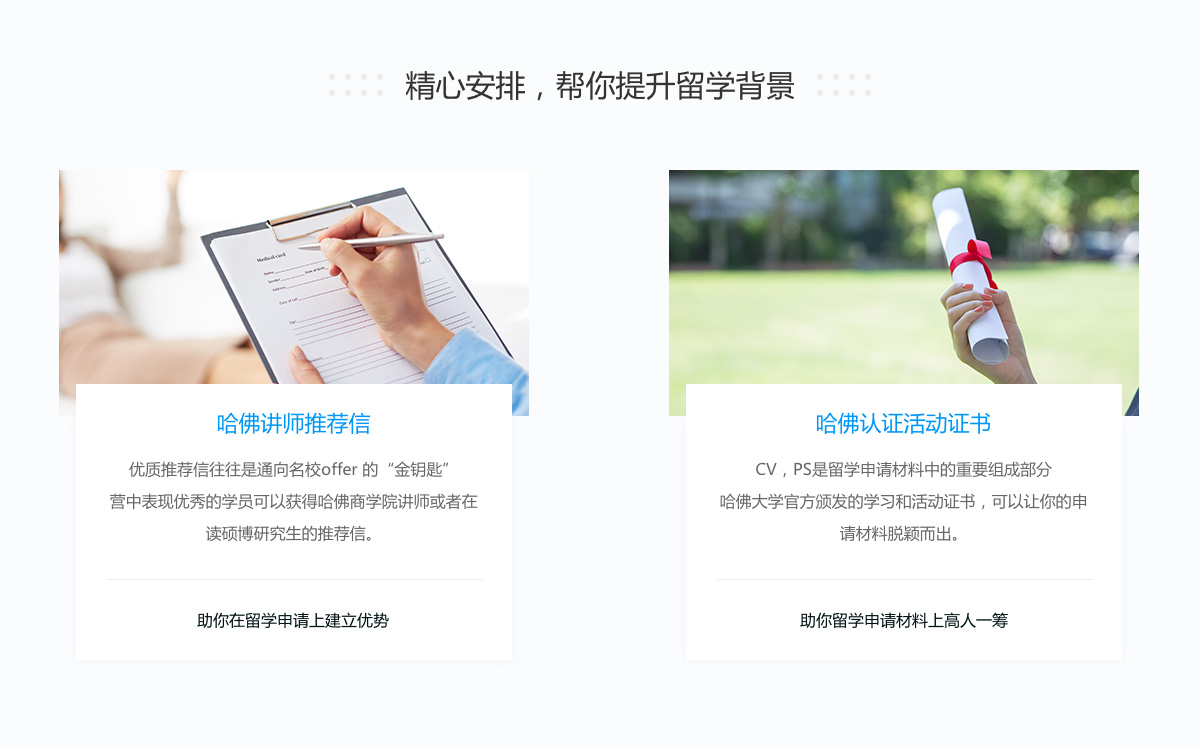 精心安排，帮你提升留学背景
Medical card
哈佛讲师推荐信
优质推荐信往往是通向名校offer 的“金钥匙”
营中表现优秀的学员可以获得哈佛商学院讲师或者在
读硕博研究生的推荐信。
助你在留学申请上建立优势
哈佛认证活动证书
CV，PS是留学申请材料中的重要组成部分
哈佛大学官方颁发的学习和活动证书，可以让你的申
请材料脱颖而出。
助你留学申请材料上高人一筹